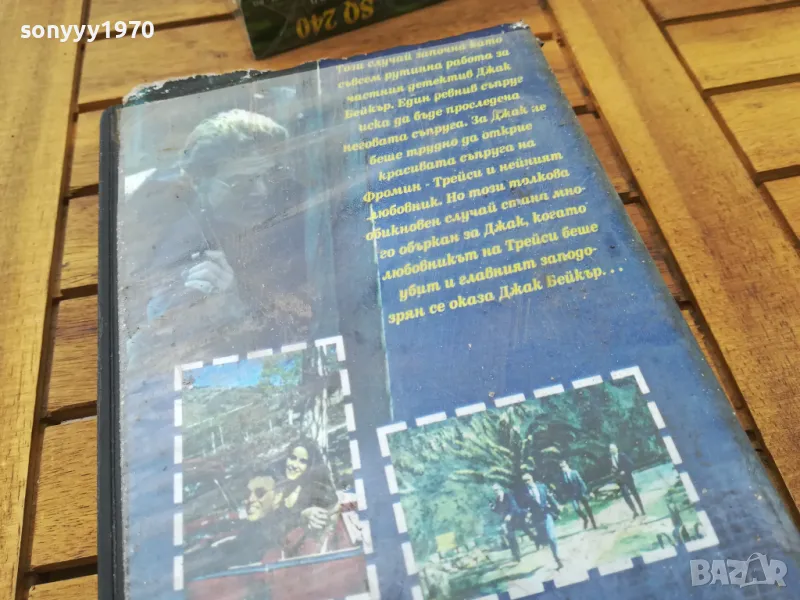 sonyyy1970
SQ 240
Този случай започна като
съвсем рутинна работа за
частния детектив Джак
Бейкър. Един ревнив съпруг
иска да бъде проследена
неговата съпруга. За Джак не
беше трудно да открие
красивата съпруга на
Фромин - Трейси и нейният
любовник. Но този толкова
обикновен случай стана мно-
го объркан за Джак, когато
любовникът на Трейси беше
убит и главният заподо-
зрян се оказа Джак Бейкър...
BAZAR